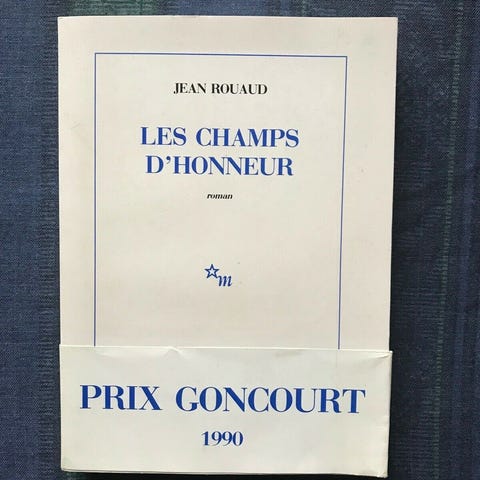 JEAN ROUAUD
LES CHAMPS
D'HONNEUR
roman
m
PRIX GONCOURT
1990